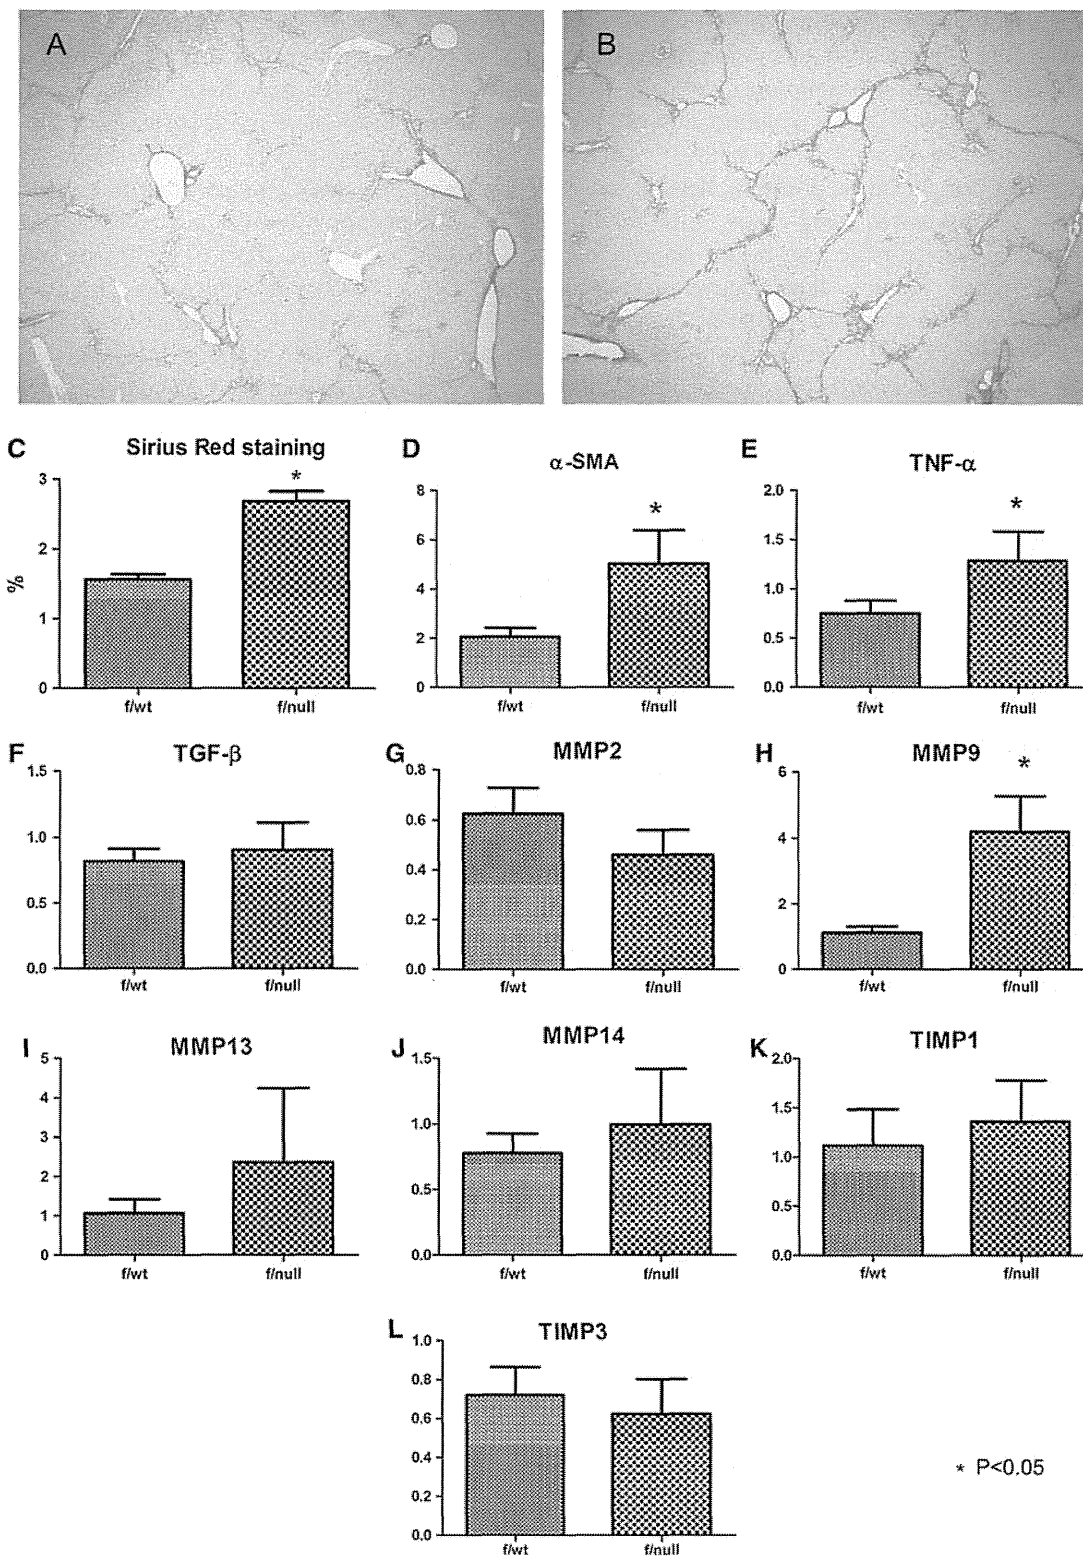 A
B
C
Sirius Red staining
*
3
2
1
0
%
f/wt
f/null
D
α-SMA
*
8
6
4
2
0
f/wt
f/null
E
TNF-α
*
2.0
1.5
1.0
0.5
0.0
f/wt
f/null
F
TGF-β
1.5
1.0
0.5
0.0
f/wt
f/null
G
MMP2
0.8
0.6
0.4
0.2
0.0
f/wt
f/null
H
MMP9
*
6
4
2
0
f/wt
f/null
I
MMP13
5
4
3
2
1
0
f/wt
f/null
J
MMP14
1.5
1.0
0.5
0.0
f/wt
f/null
K
TIMP1
2.0
1.5
1.0
0.5
0.0
f/wt
f/null
L
TIMP3
1.0
0.8
0.6
0.4
0.2
0.0
f/wt
f/null
* P<0.05